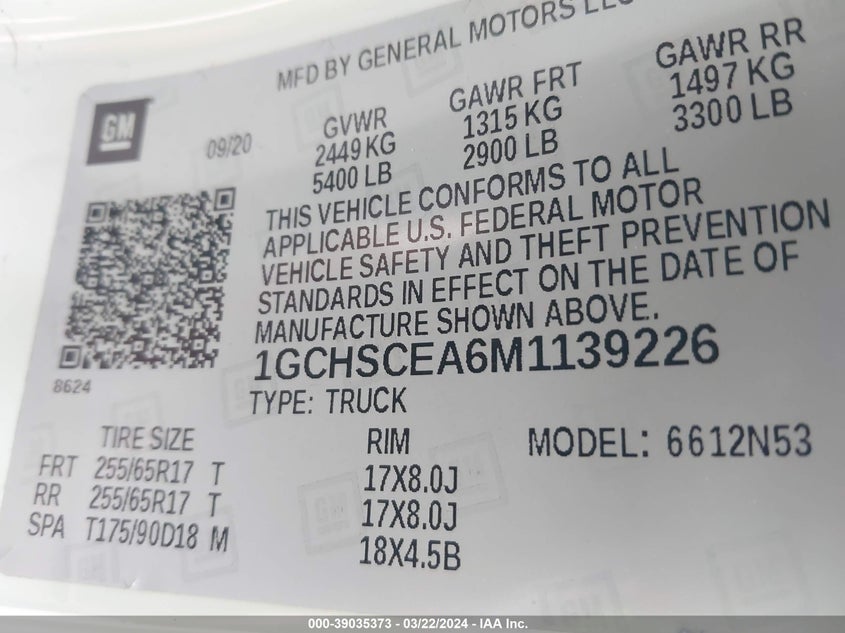 MFD BY GENERAL MOTORS LLC
GM
09/20
GVWR
2449 KG
5400 LB
GAWR FRT
1315 KG
2900 LB
GAWR RR
1497 KG
3300 LB
THIS VEHICLE CONFORMS TO ALL
APPLICABLE U.S. FEDERAL MOTOR
VEHICLE SAFETY AND THEFT PREVENTION
STANDARDS IN EFFECT ON THE DATE OF
MANUFACTURE SHOWN ABOVE.
1GCHSCEA6M1139226
8624
TYPE: TRUCK
TIRE SIZE RIM MODEL: 6612N53
FRT 255/65R17 T 17X8.0J
RR 255/65R17 T 17X8.0J
SPA T175/90D18 M 18X4.5B
000-39035373 - 03/22/2024 - IAA Inc.